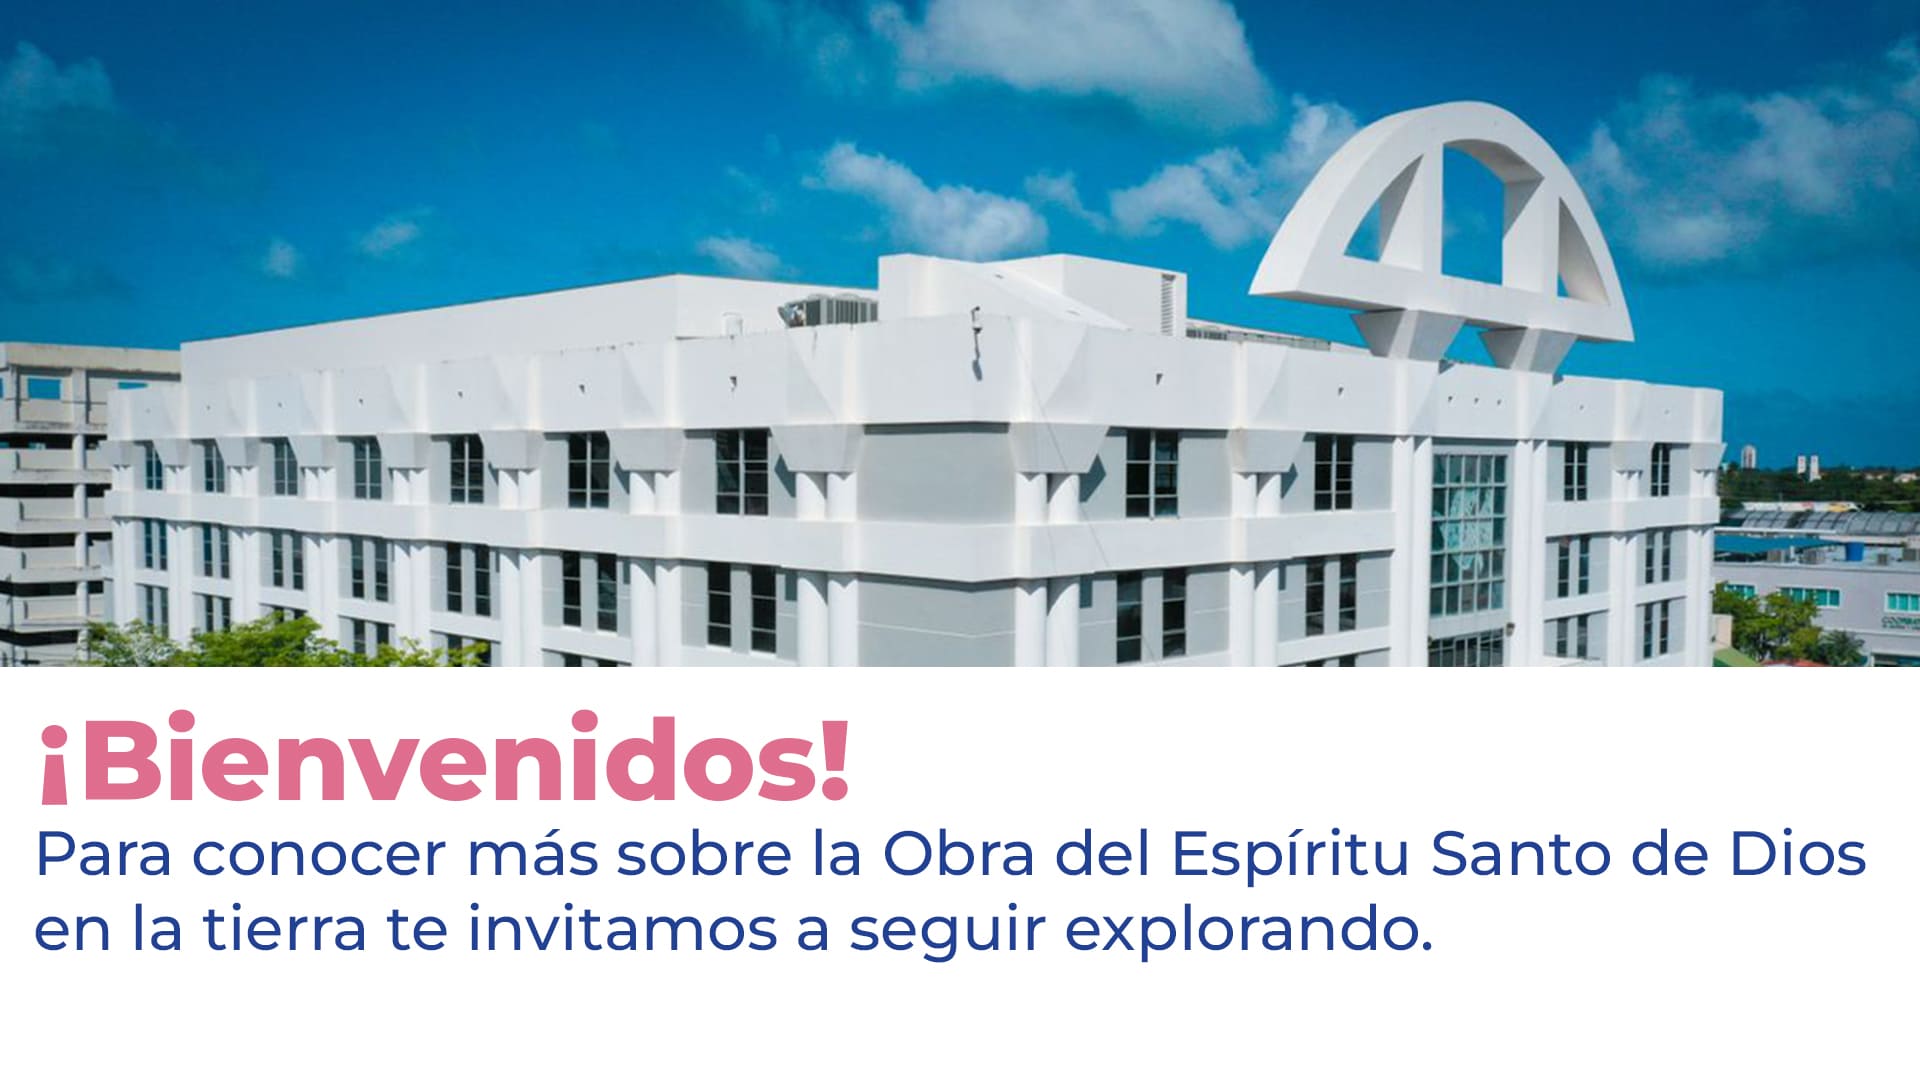 ¡Bienvenidos!
Para conocer más sobre la Obra del Espíritu Santo de Dios
en la tierra te invitamos a seguir explorando.